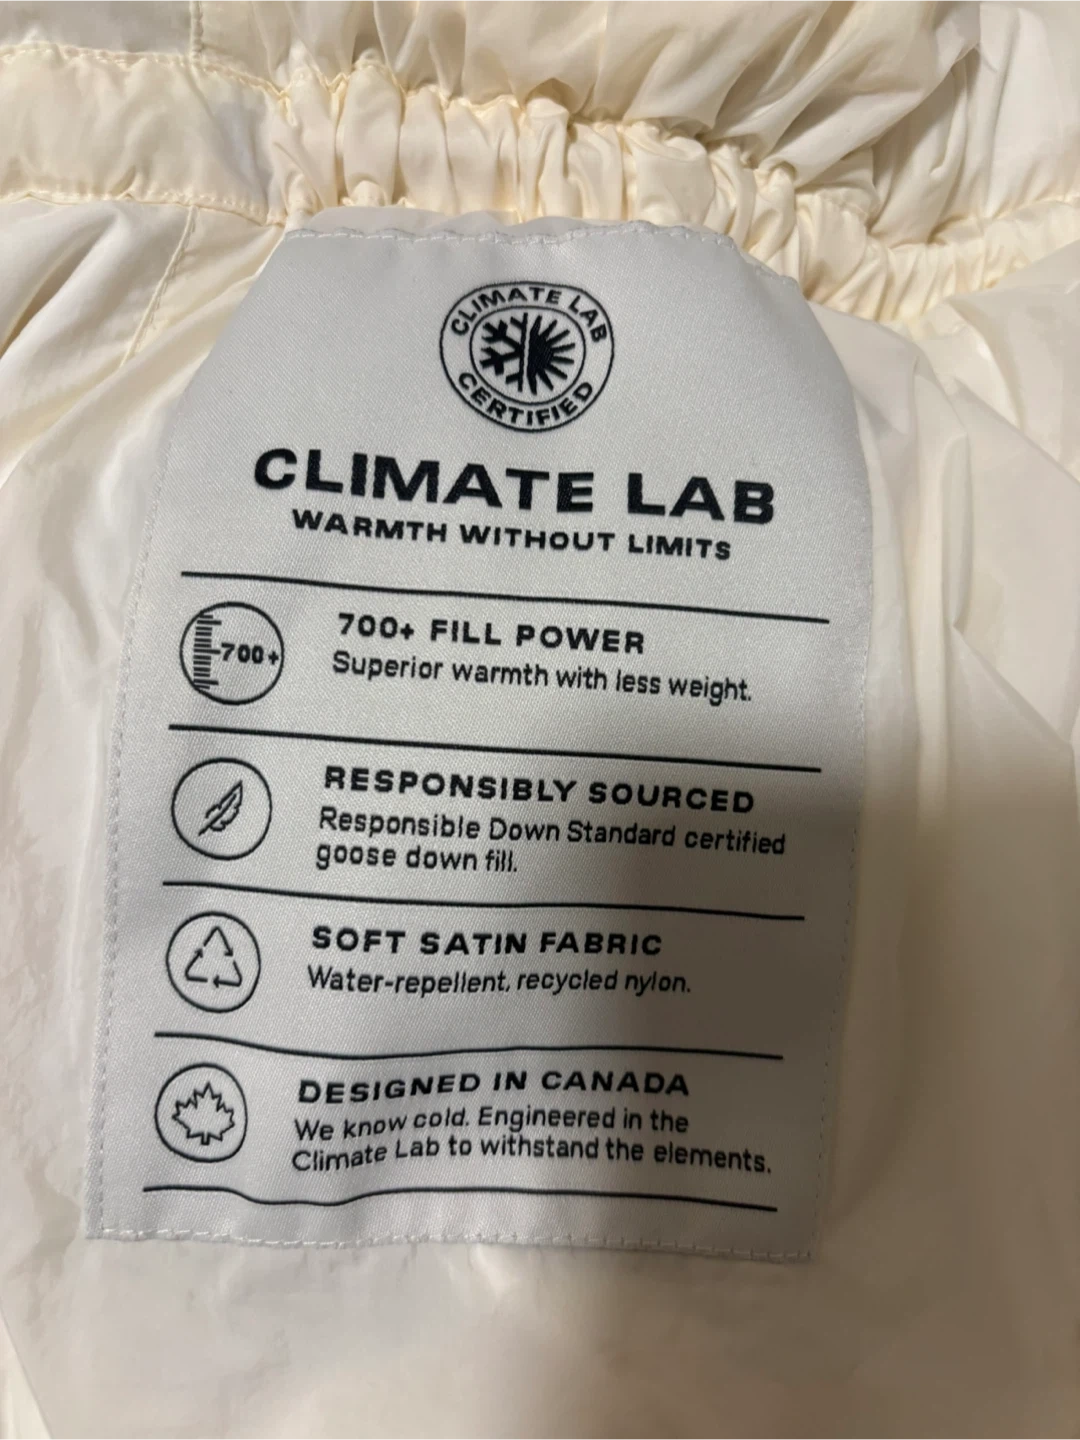 CLIMATE LAB
CERTIFIED
CLIMATE LAB
WARMTH WITHOUT LIMITS
700+
700+ FILL POWER
Superior warmth with less weight.
RESPONSIBLY SOURCED
Responsible Down Standard certified
goose down fill.
SOFT SATIN FABRIC
Water-repellent, recycled nylon.
DESIGNED IN CANADA
We know cold. Engineered in the
Climate Lab to withstand the elements.